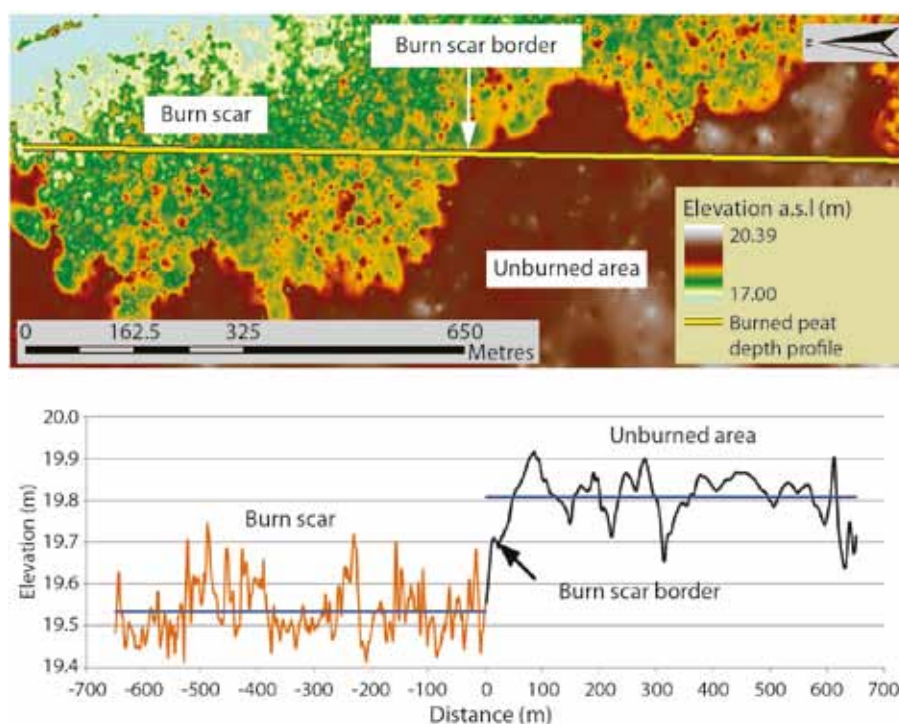 Burn scar border
Burn scar
Elevation a.s.l (m)
20.39
17.00
Burned peat
depth profile
Unburned area
0 162.5 325 650
Metres
Elevation (m)
20.0
19.9
19.8
19.7
19.6
19.5
19.4
Burn scar
Unburned area
Burn scar border
-700 -600 -500 -400 -300 -200 -100 0 100 200 300 400 500 600 700
Distance (m)